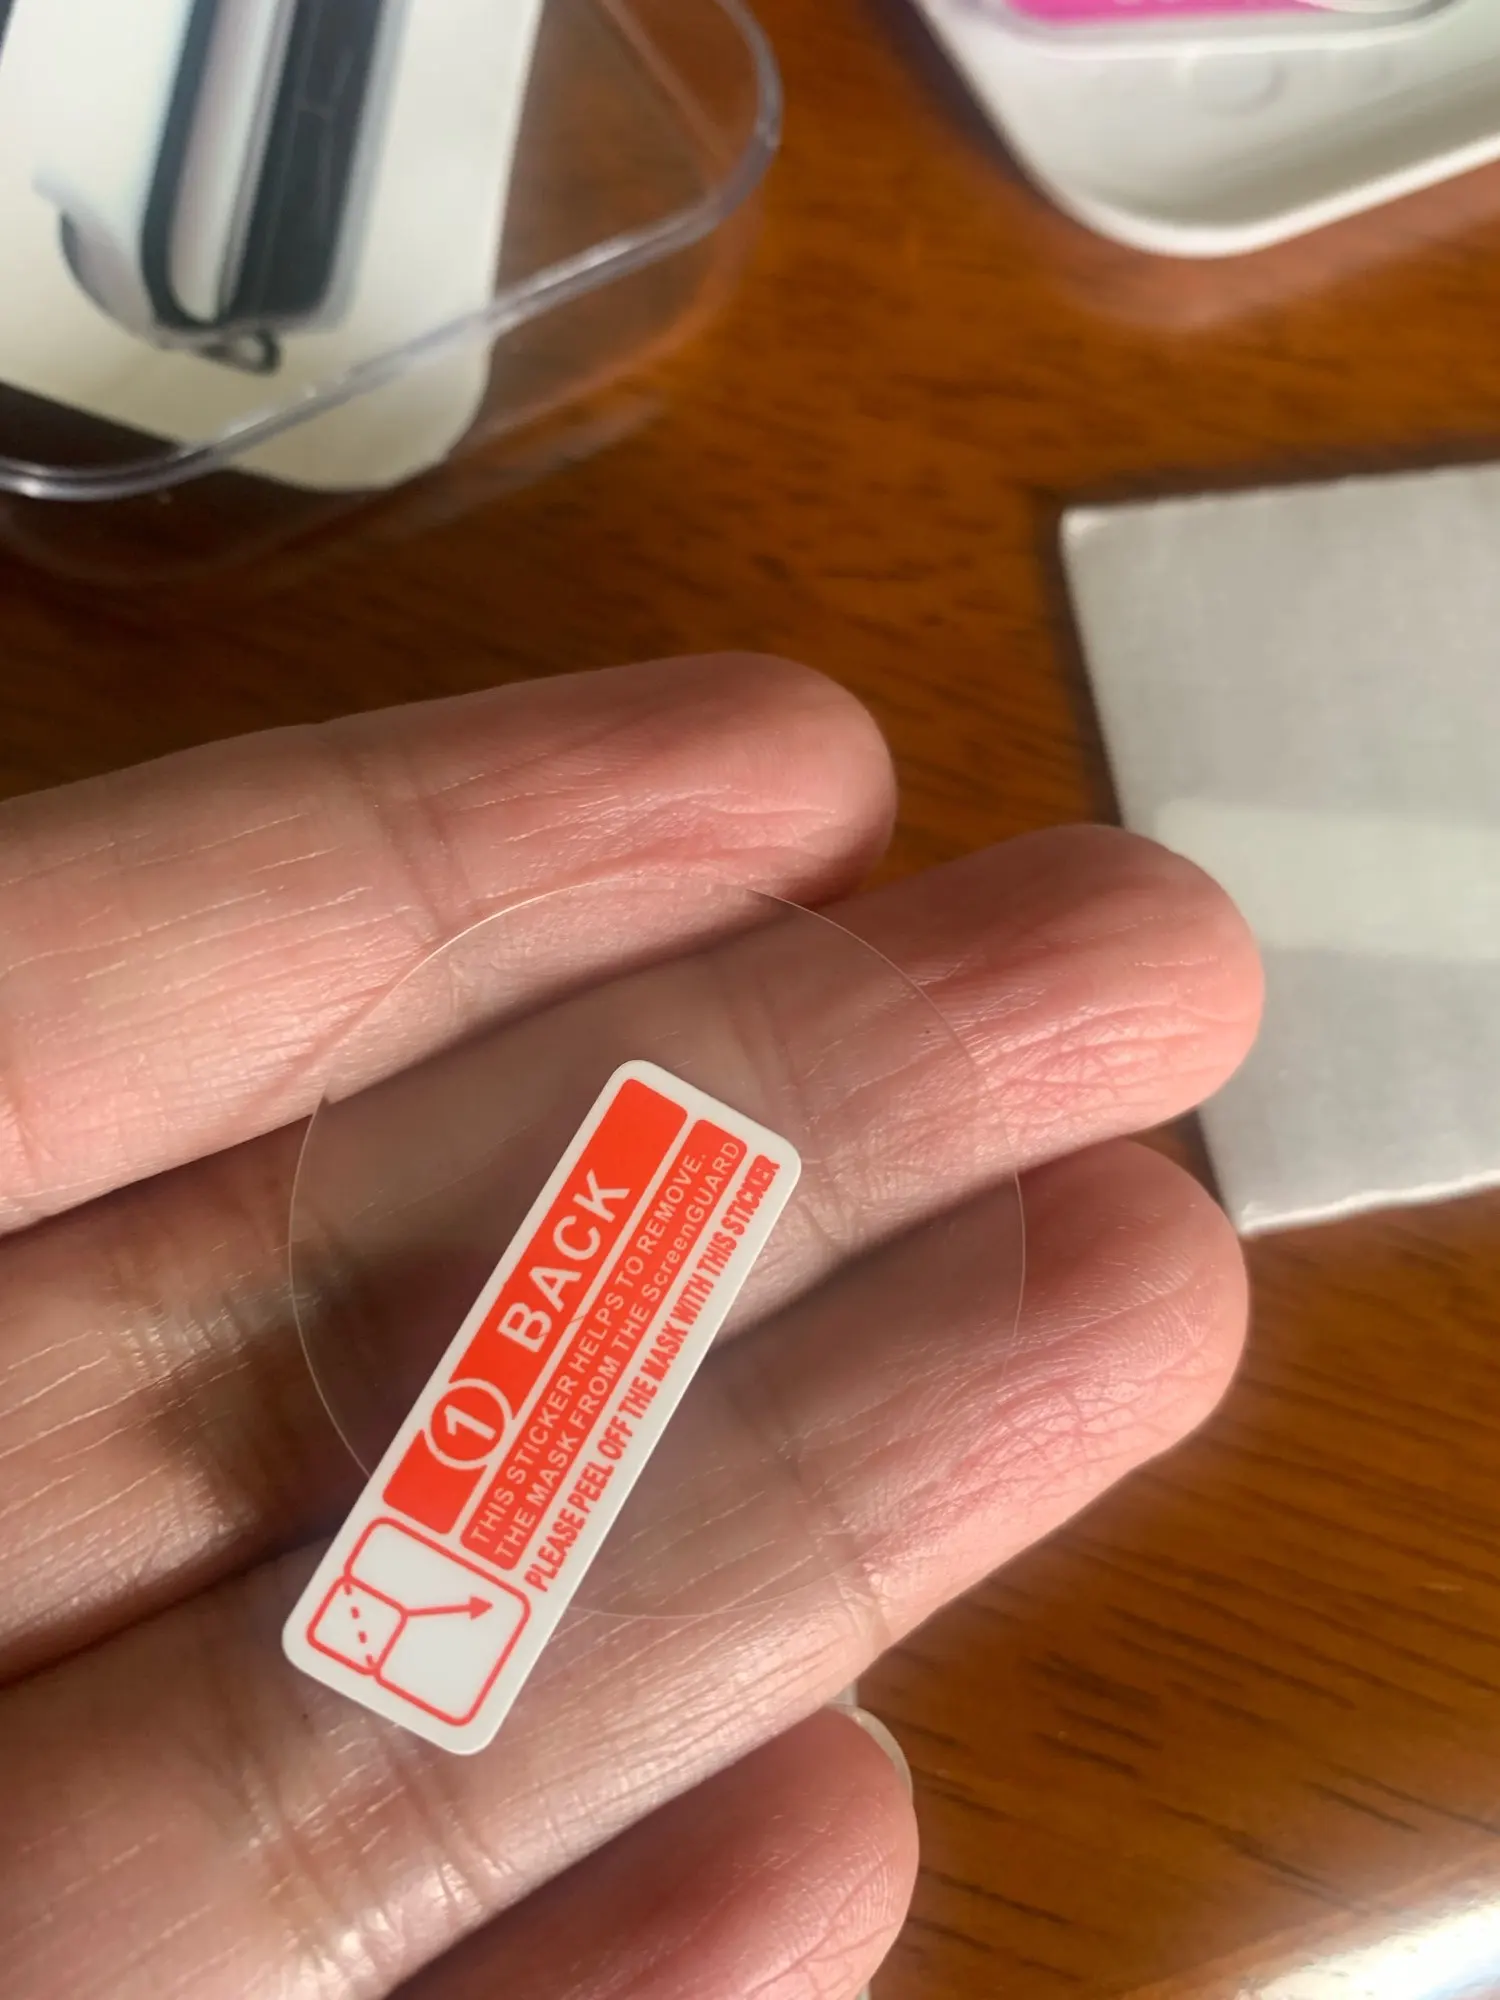 1 BACK
THIS STICKER HELPS TO REMOVE.
THE MASK FROM THE ScreenGUARD
PLEASE PEEL OFF THE MASK WITH THIS STICKER